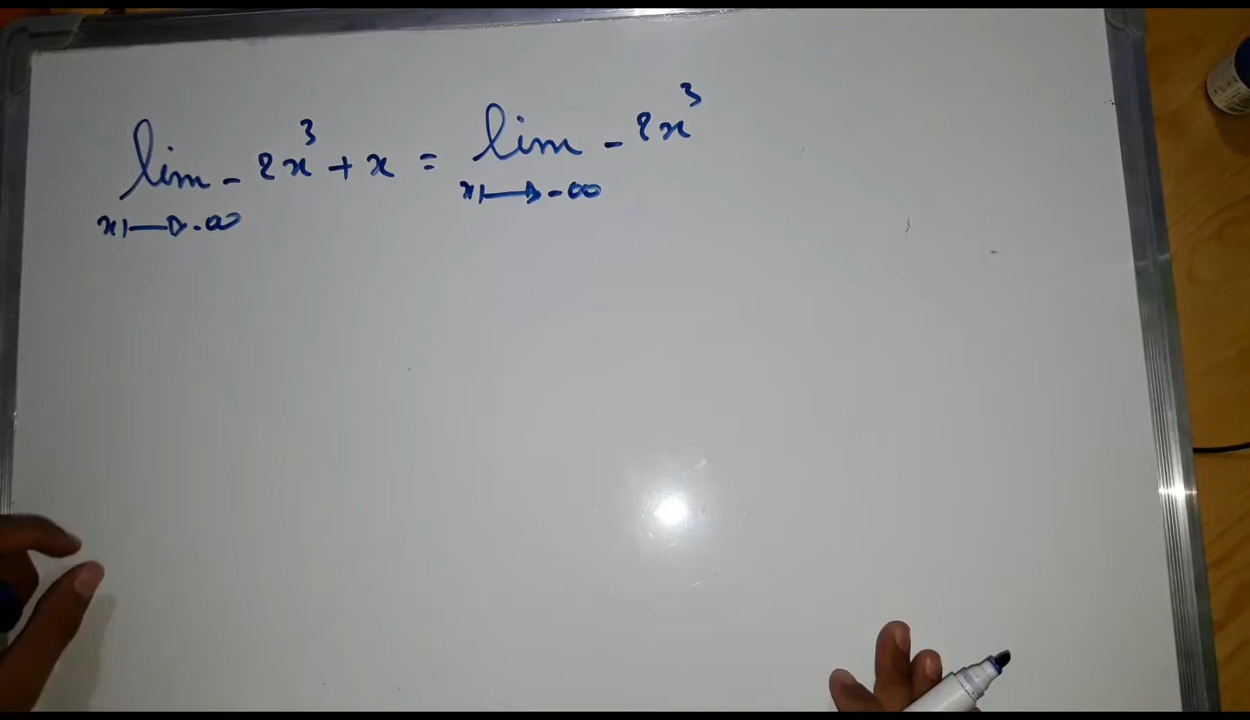 lim - 2x³ + x = lim - 2x³
x ↦ -∞ x ↦ -∞